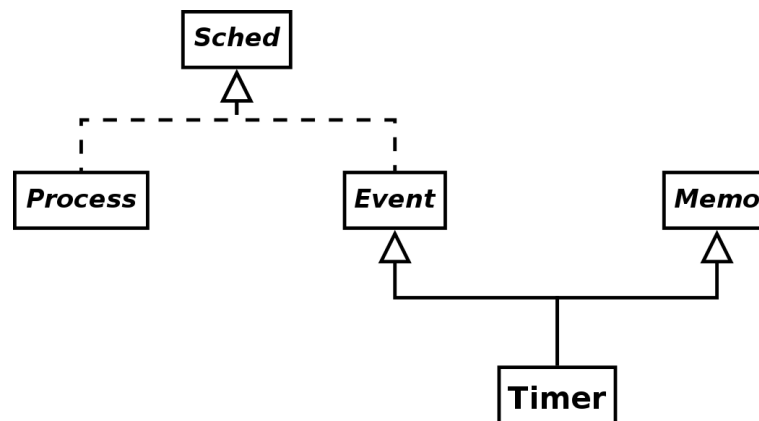 Sched
Process
Event
Memo
Timer